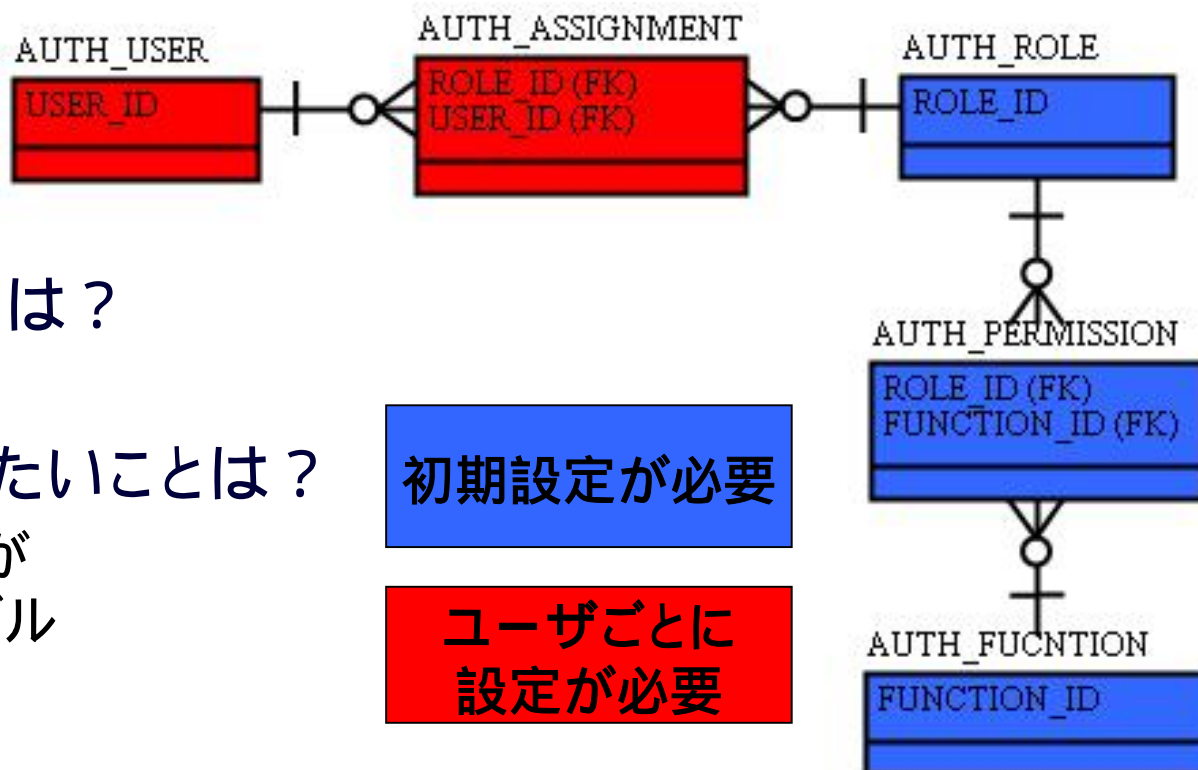 AUTH_USER
USER_ID
AUTH_ASSIGNMENT
ROLE_ID (FK)
USER_ID (FK)
AUTH_ROLE
ROLE_ID
は？
たいことは？
が
ブル
初期設定が必要
ユーザごとに
設定が必要
AUTH_PERMISSION
ROLE_ID (FK)
FUNCTION_ID (FK)
AUTH_FUCNTION
FUNCTION_ID